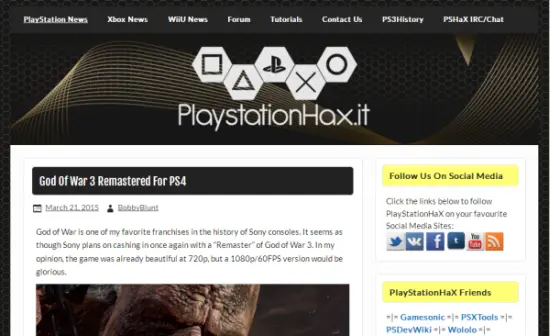 PlayStation News Xbox News WiiU News Forum Tutorials Contact Us PS3History PSHaX IRC/Chat
PlaystationHax.it
God Of War 3 Remastered For PS4
March 21, 2015 BobbyBlunt
God of War is one of my favorite franchises in the history of Sony consoles. It seems as
though Sony plans on cashing in once again with a “Remaster” of God of War 3. In my
opinion, the game was already beautiful at 720p, but a 1080p/60FPS version would be
glorious.
Follow Us On Social Media
Click the links below to follow
PlayStationHaX on your favourite
Social Media Sites:
PlayStationHaX Friends
=|= Gamesonic =|= PSXTools =|=
PSDevWiki =|= Wololo =|=